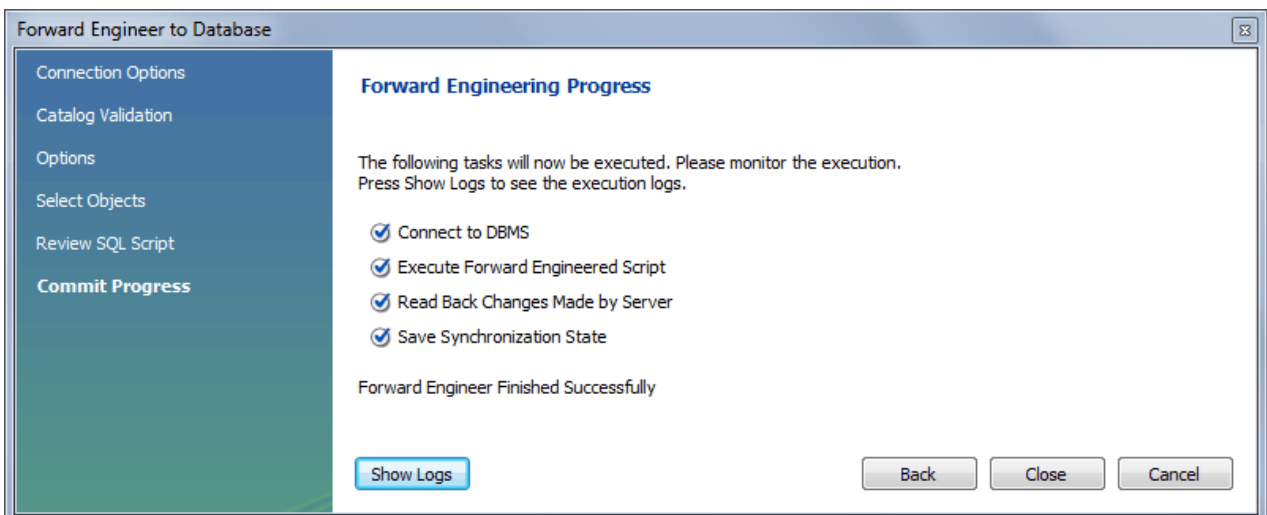 Forward Engineer to Database
Connection Options
Catalog Validation
Options
Select Objects
Review SQL Script
Commit Progress
Forward Engineering Progress
The following tasks will now be executed. Please monitor the execution.
Press Show Logs to see the execution logs.
Connect to DBMS
Execute Forward Engineered Script
Read Back Changes Made by Server
Save Synchronization State
Forward Engineer Finished Successfully
Show Logs
Back
Close
Cancel